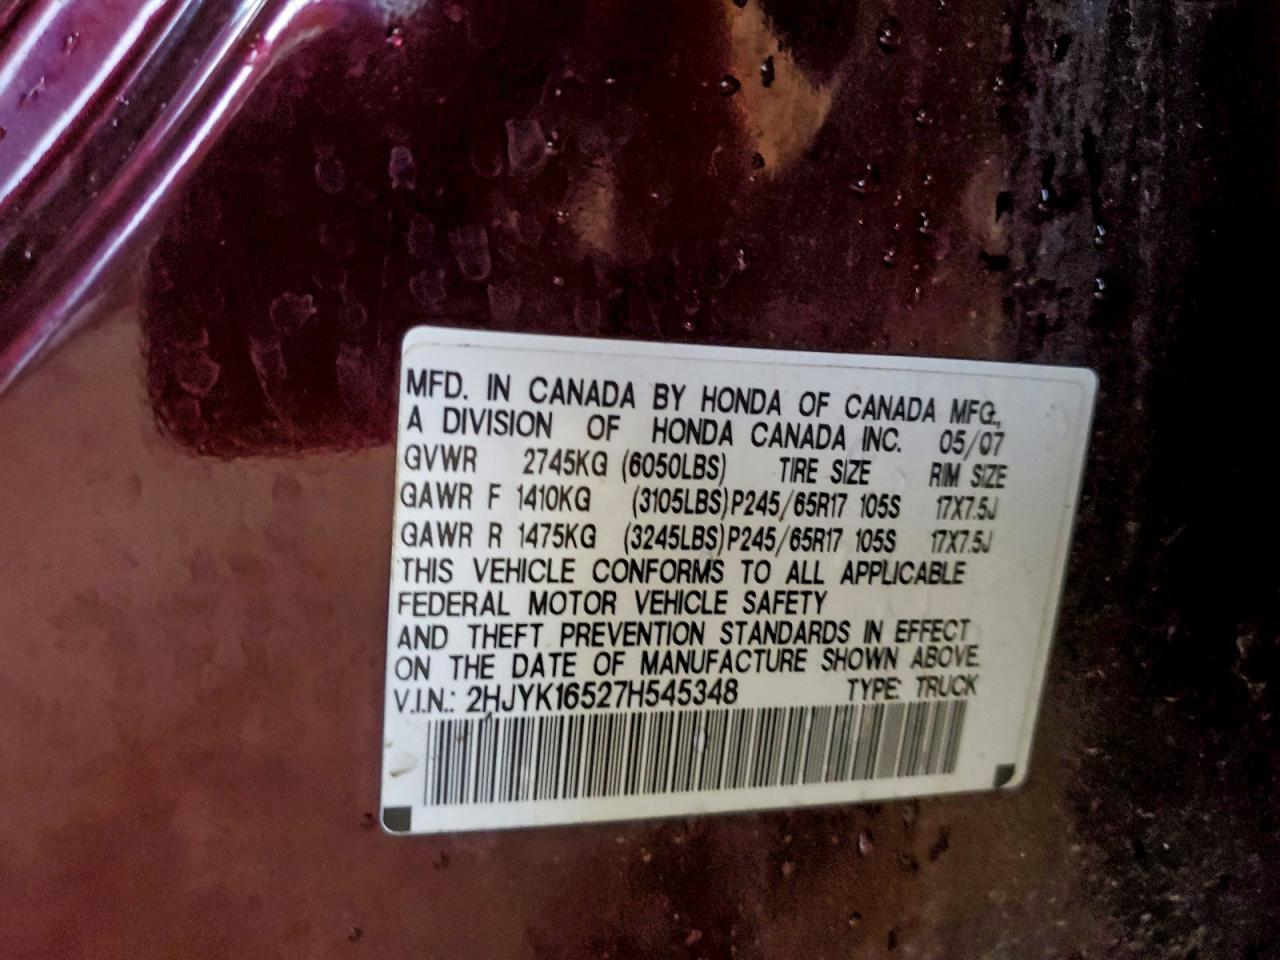 MFD. IN CANADA BY HONDA OF CANADA MFG.,
A DIVISION OF HONDA CANADA INC. 05/07
GVWR 2745KG (6050LBS) TIRE SIZE RIM SIZE
GAWR F 1410KG (3105LBS) P245/65R17 105S 17X7.5J
GAWR R 1475KG (3245LBS) P245/65R17 105S 17X7.5J
THIS VEHICLE CONFORMS TO ALL APPLICABLE
FEDERAL MOTOR VEHICLE SAFETY
AND THEFT PREVENTION STANDARDS IN EFFECT
ON THE DATE OF MANUFACTURE SHOWN ABOVE.
V.I.N.: 2HJYK16527H545348 TYPE: TRUCK